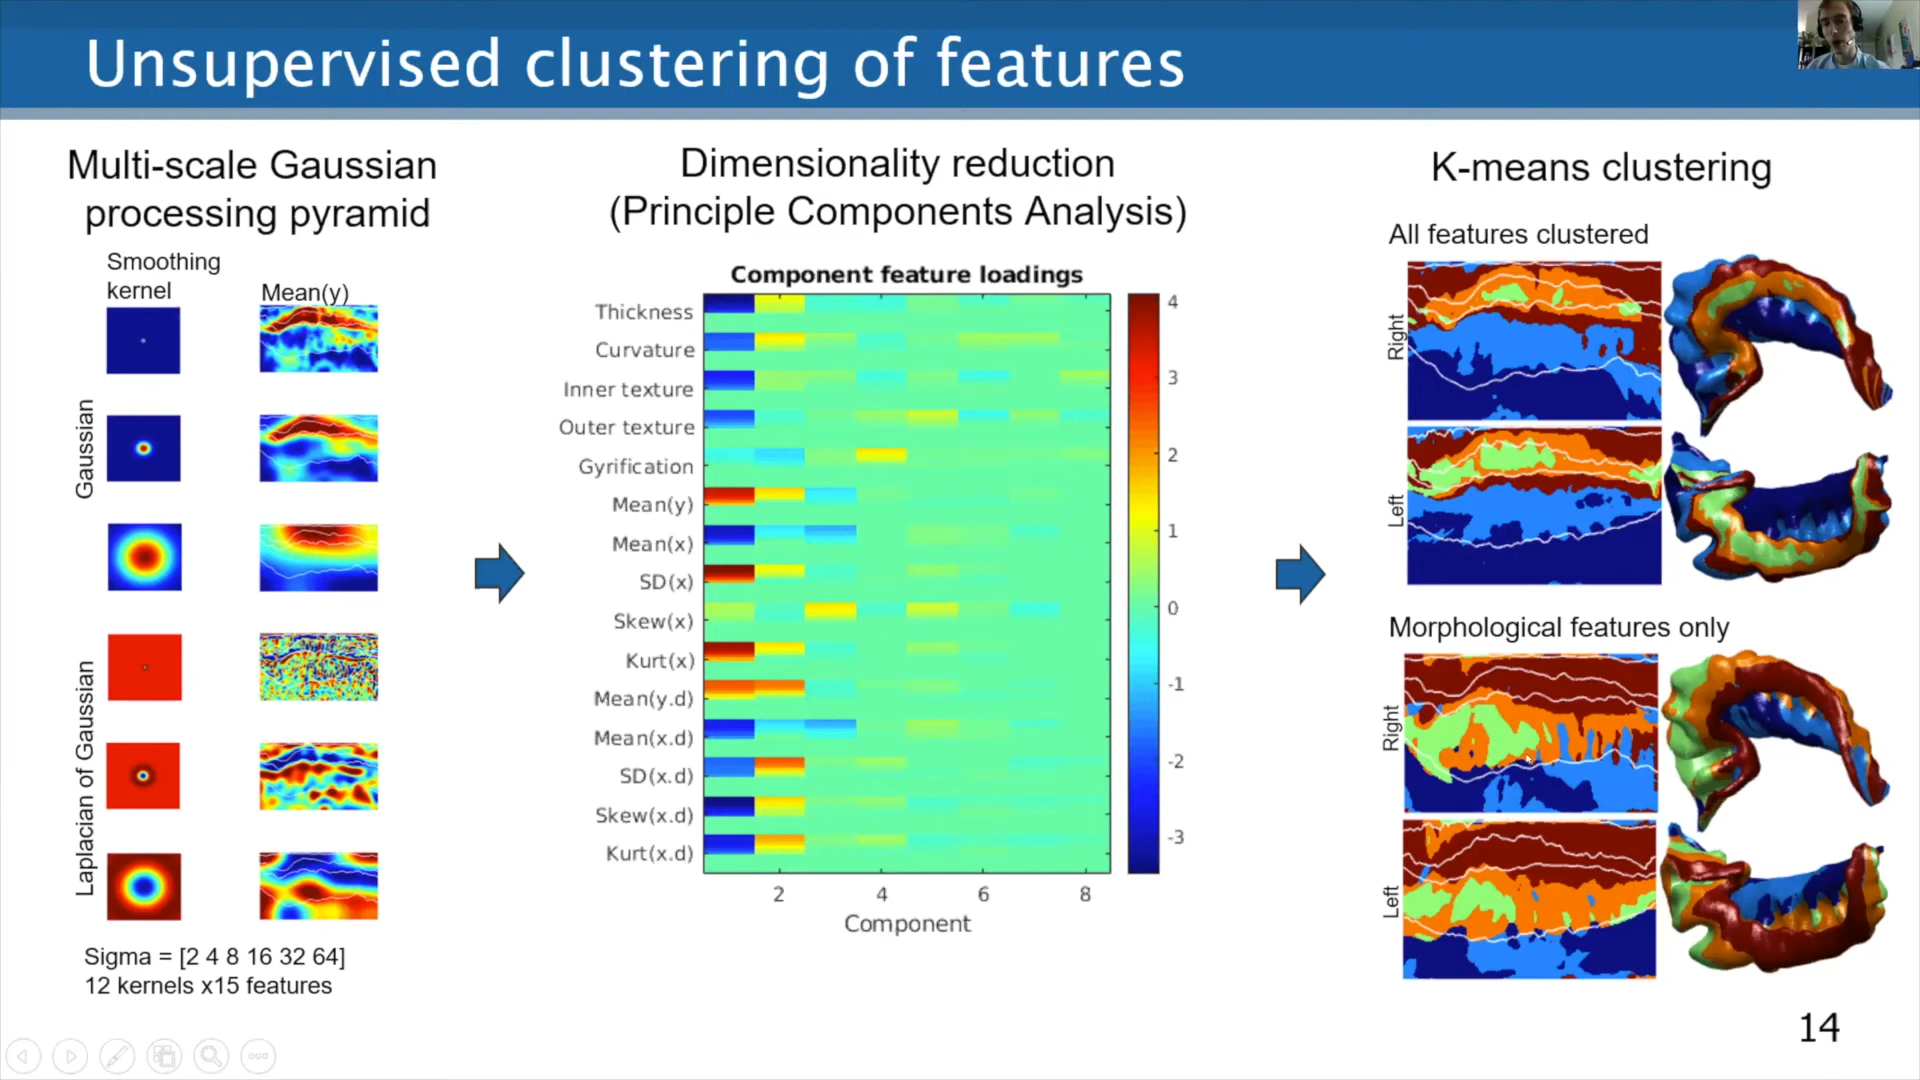 Unsupervised clustering of features
Multi-scale Gaussian
processing pyramid
Smoothing
kernel
Mean(y)
Gaussian
Laplacian of Gaussian
Sigma = [2 4 8 16 32 64]
12 kernels x15 features
Dimensionality reduction
(Principle Components Analysis)
Component feature loadings
Thickness
Curvature
Inner texture
Outer texture
Gyrification
Mean(y)
Mean(x)
SD(x)
Skew(x)
Kurt(x)
Mean(y.d)
Mean(x.d)
SD(x.d)
Skew(x.d)
Kurt(x.d)
2 4 6 8
Component
4
3
2
1
0
-1
-2
-3
K-means clustering
All features clustered
Right
Left
Morphological features only
Right
Left
14